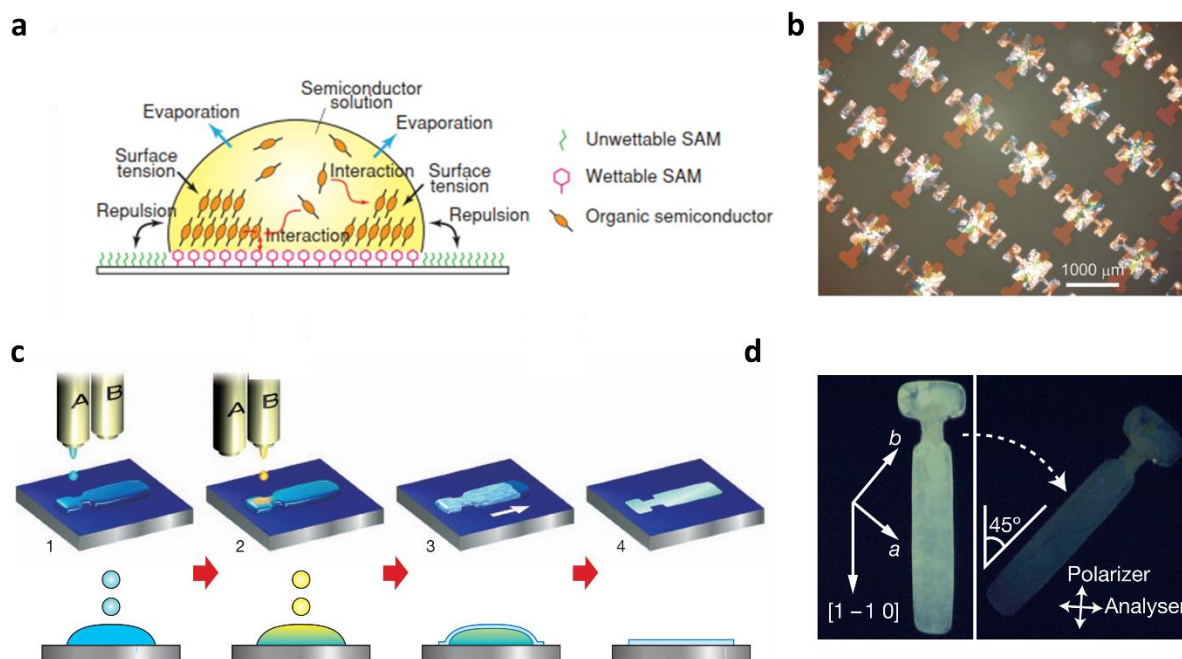 a
Semiconductor
solution
Evaporation
Evaporation
Surface
tension
Interaction
Surface
tension
Repulsion
Interaction
Repulsion
Unwettable SAM
Wettable SAM
Organic semiconductor
b
1000 μm
c
A B
A B
1
2
3
4
d
b
a
[1 –1 0]
45º
Polarizer
Analyser